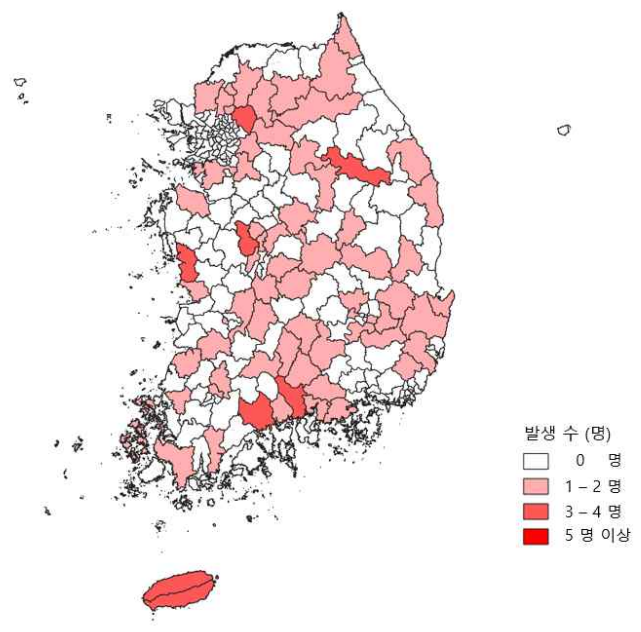 발생 수 (명)
0 명
1 – 2 명
3 – 4 명
5 명 이상